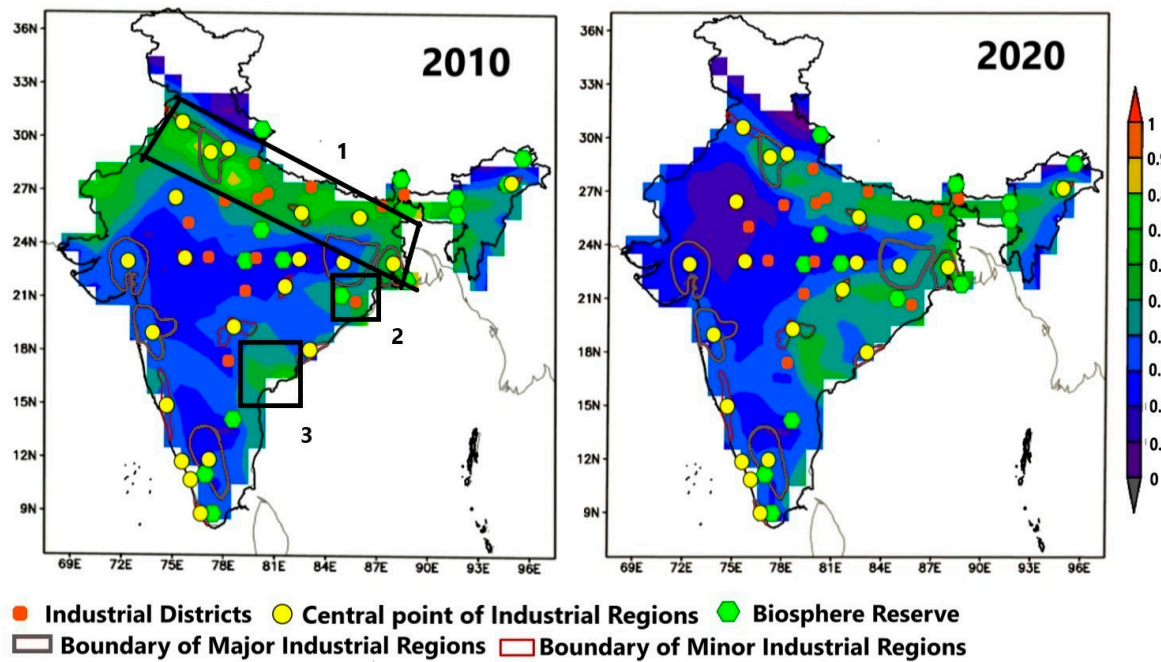 2010
2020
36N
33N
30N
27N
24N
21N
18N
15N
12N
9N
69E 72E 75E 78E 81E 84E 87E 90E 93E 96E
1
2
3
36N
33N
30N
27N
24N
21N
18N
15N
12N
9N
69E 72E 75E 78E 81E 84E 87E 90E 93E 96E
1
0
Industrial Districts Central point of Industrial Regions Biosphere Reserve
Boundary of Major Industrial Regions Boundary of Minor Industrial Regions